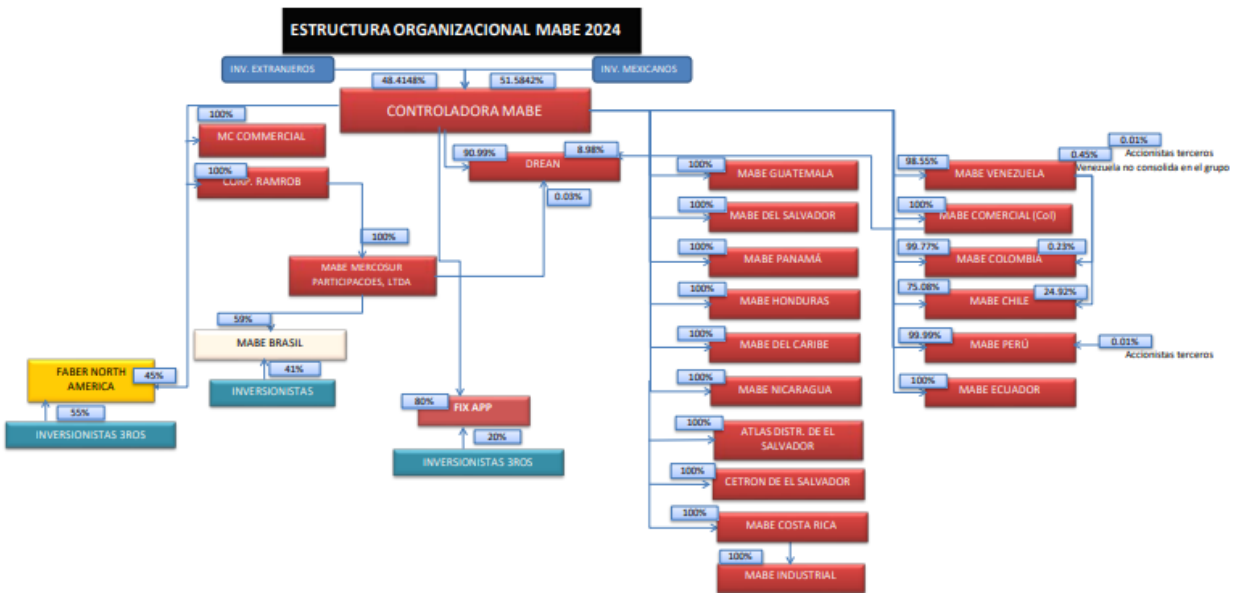 ESTRUCTURA ORGANIZACIONAL MABE 2024
INV. EXTRANJEROS
INV. MEXICANOS
48.4148%
51.5842%
CONTROLADORA MABE
100%
MC COMMERCIAL
100%
CORP. RAMROB
90.99%
8.98%
DREAN
0.03%
100%
MABE MERCOSUR
PARTICIPACOES, LTDA
59%
MABE BRASIL
41%
INVERSIONISTAS
FABER NORTH
AMERICA
45%
55%
INVERSIONISTAS 3ROS
80%
FIX APP
20%
INVERSIONISTAS 3ROS
100%
MABE GUATEMALA
100%
MABE DEL SALVADOR
100%
MABE PANAMÁ
100%
MABE HONDURAS
100%
MABE DEL CARIBE
100%
MABE NICARAGUA
100%
ATLAS DISTR. DE EL
SALVADOR
100%
CETRON DE EL SALVADOR
100%
MABE COSTA RICA
100%
MABE INDUSTRIAL
0.01%
Accionistas terceros
0.45%
Venezuela no consolida en el grupo
98.55%
MABE VENEZUELA
100%
MABE COMERCIAL (Col)
99.77%
0.23%
MABE COLOMBIA
75.08%
24.92%
MABE CHILE
99.99%
MABE PERÚ
0.01%
Accionistas terceros
100%
MABE ECUADOR